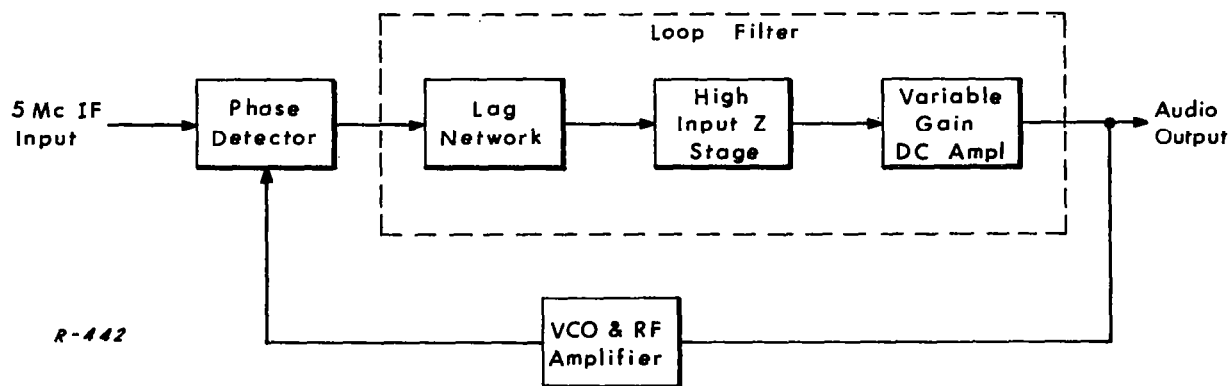 Loop Filter
5 Mc IF
Input
Phase
Detector
Lag
Network
High
Input Z
Stage
Variable
Gain
DC Ampl
Audio
Output
VCO & RF
Amplifier
R-442